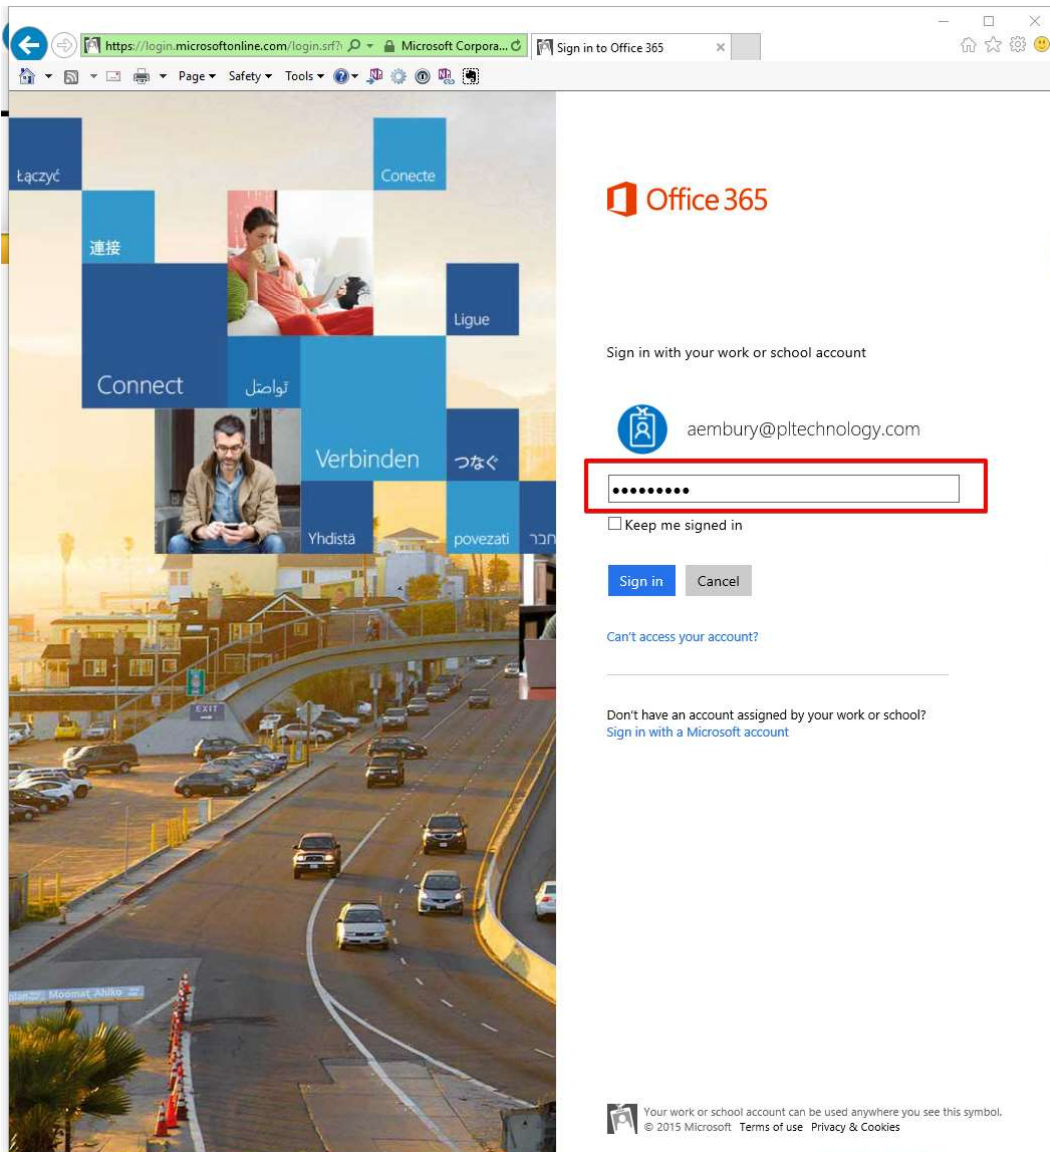 https://login.microsoftonline.com/login.srf?
Microsoft Corpora...
Sign in to Office 365
Page
Safety
Tools
Łączyć
Conecte
連接
Ligue
Connect
تواصل
Verbinden
つなぐ
Yhdistä
povezati
חבר
EXIT
Moomat Ahiko
Office 365
Sign in with your work or school account
aembury@pltechnology.com
•••••••••
Keep me signed in
Sign in
Cancel
Can't access your account?
Don't have an account assigned by your work or school?
Sign in with a Microsoft account
Your work or school account can be used anywhere you see this symbol.
© 2015 Microsoft Terms of use Privacy & Cookies